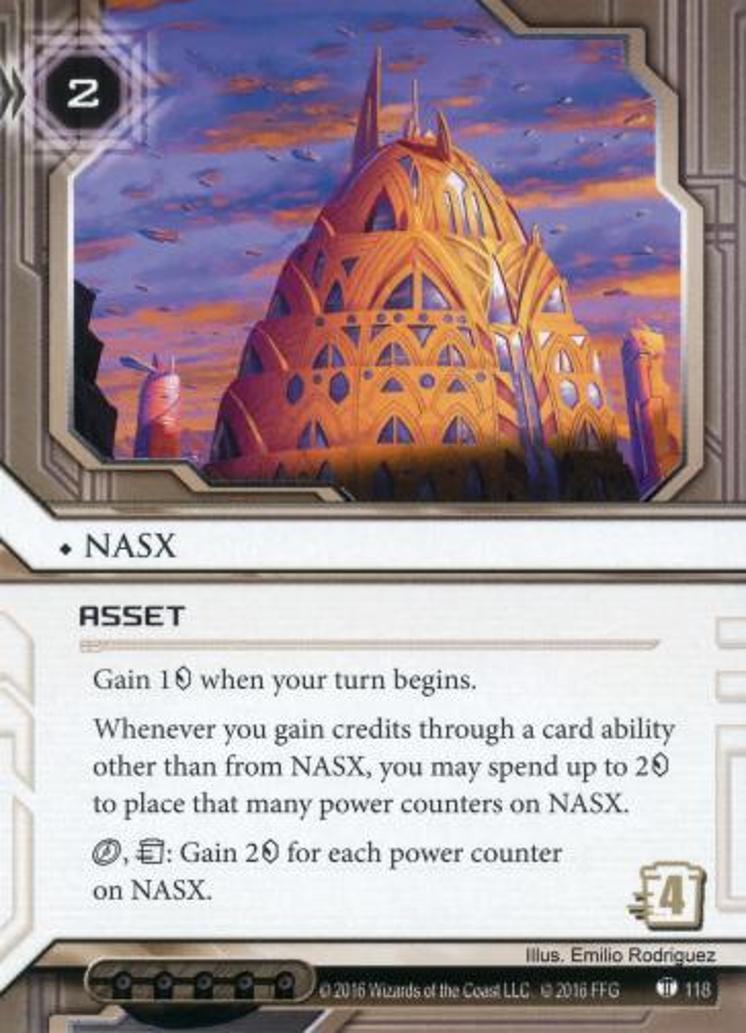 2
♦ NASX
ASSET
Gain 1 when your turn begins.
Whenever you gain credits through a card ability
other than from NASX, you may spend up to 2
to place that many power counters on NASX.
, : Gain 2 for each power counter
on NASX.
4
Illus. Emilio Rodriguez
© 2016 Wizards of the Coast LLC. © 2016 FFG 118